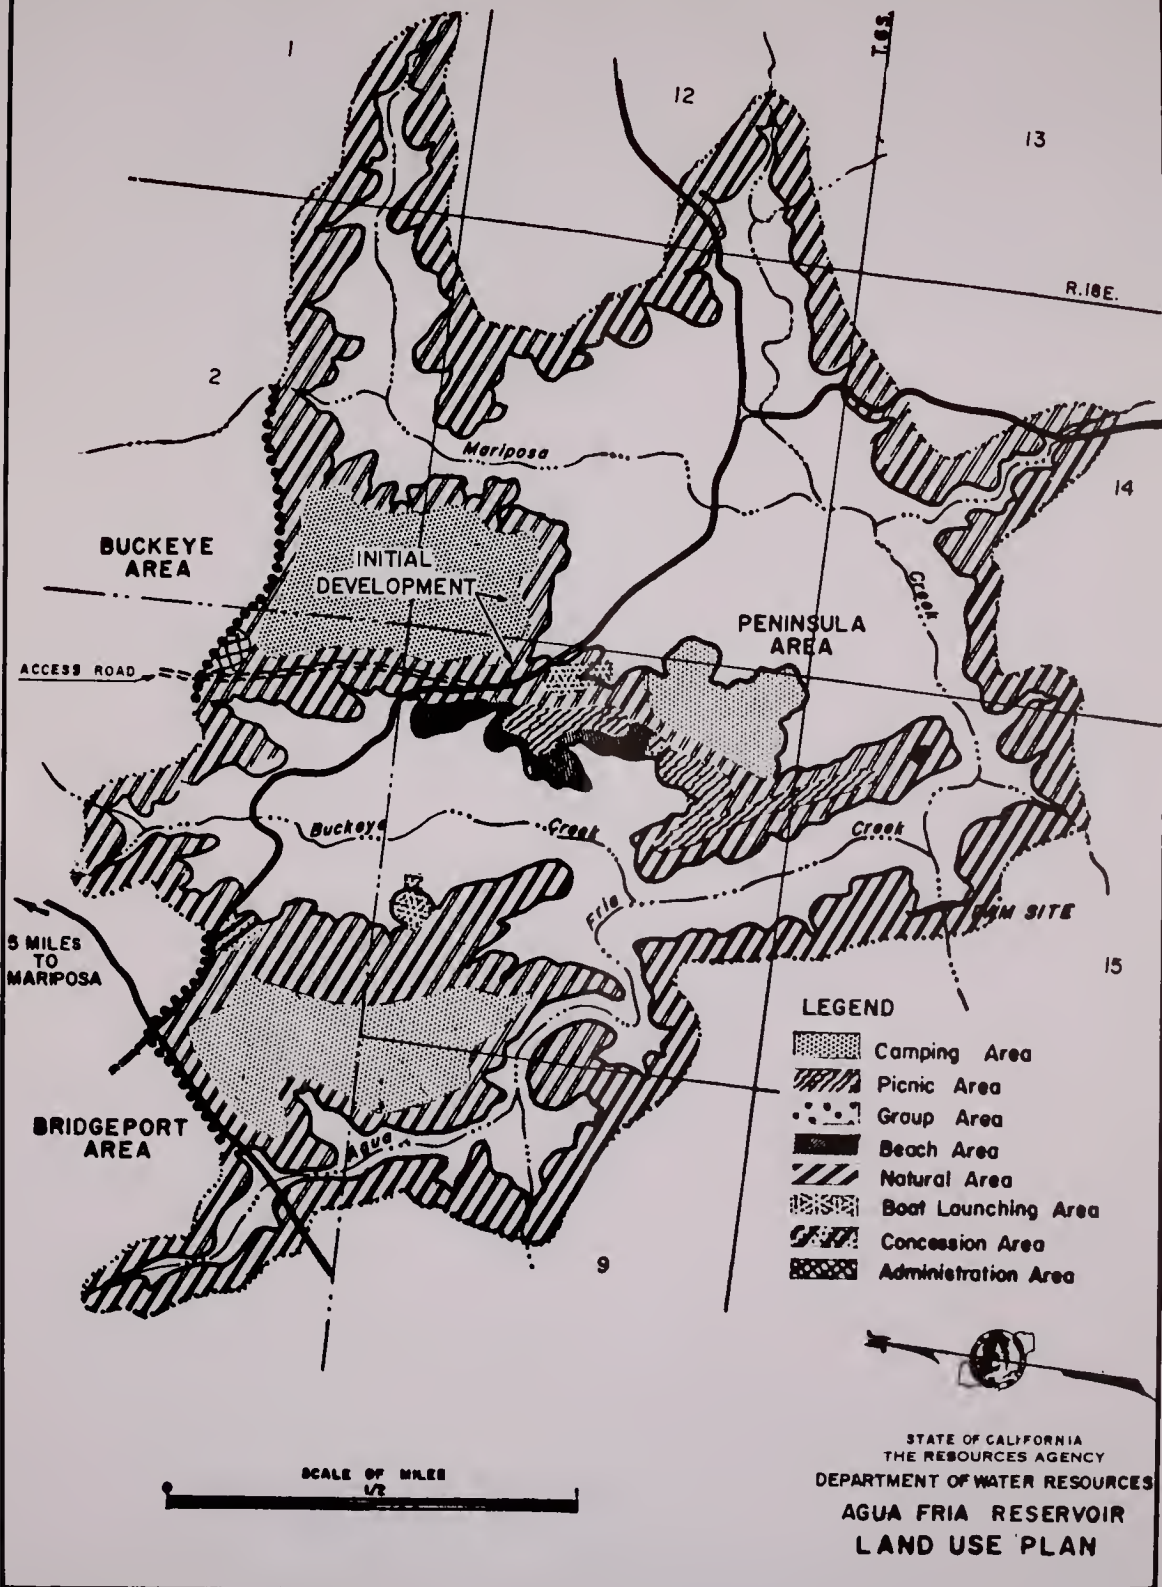 1
12
T.6S.
13
R.18E.
2
Mariposa
14
BUCKEYE
AREA
INITIAL
DEVELOPMENT
Creek
PENINSULA
AREA
ACCESS ROAD
Buckeye
Creek
Creek
Fria
DAM SITE
5 MILES
TO
MARIPOSA
15
LEGEND
Camping Area
Picnic Area
Group Area
Beach Area
Natural Area
Boat Launching Area
Concession Area
Administration Area
BRIDGEPORT
AREA
Agua
9
N
STATE OF CALIFORNIA
THE RESOURCES AGENCY
DEPARTMENT OF WATER RESOURCES
AGUA FRIA RESERVOIR
LAND USE PLAN
SCALE OF MILES
1/2